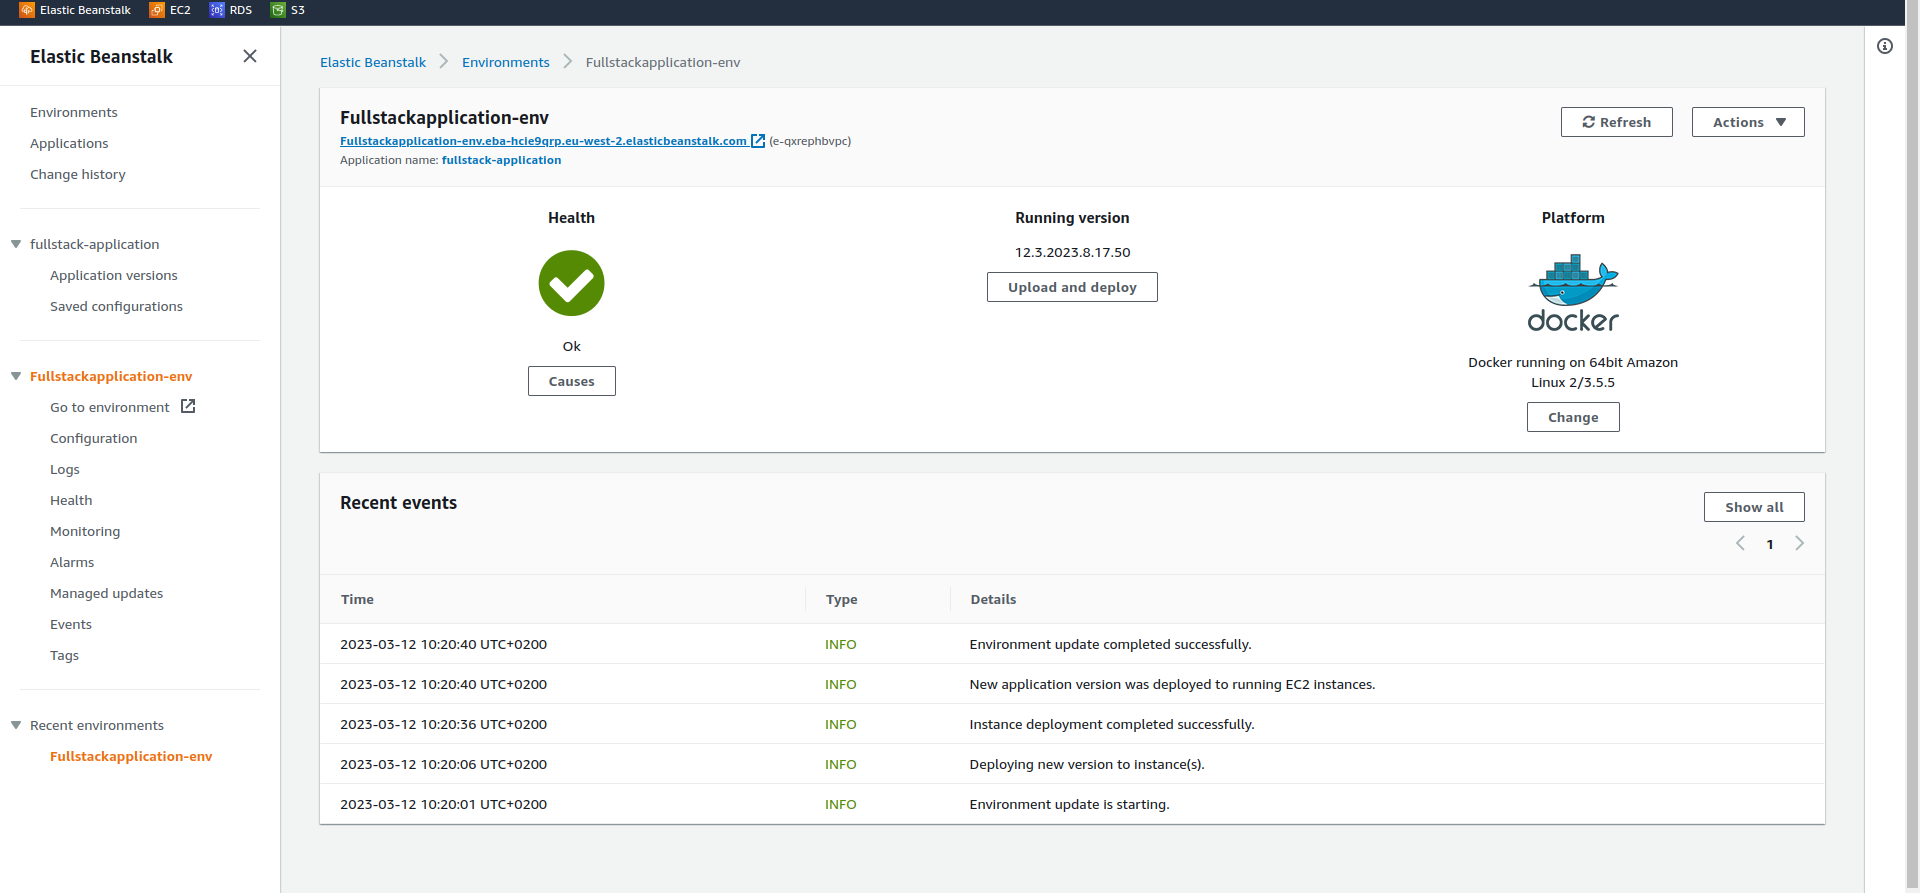 Elastic Beanstalk EC2 RDS S3
Elastic Beanstalk
Environments
Applications
Change history
fullstack-application
Application versions
Saved configurations
Fullstackapplication-env
Go to environment
Configuration
Logs
Health
Monitoring
Alarms
Managed updates
Events
Tags
Recent environments
Fullstackapplication-env
Elastic Beanstalk Environments Fullstackapplication-env
Fullstackapplication-env
Refresh Actions
Fullstackapplication-env.eba-hcie9qrp.eu-west-2.elasticbeanstalk.com (e-qxrephbvpc)
Application name: fullstack-application
Health
Ok
Causes
Running version
12.3.2023.8.17.50
Upload and deploy
Platform
docker
Docker running on 64bit Amazon
Linux 2/3.5.5
Change
Recent events
Show all
1
Time Type Details
2023-03-12 10:20:40 UTC+0200 INFO Environment update completed successfully.
2023-03-12 10:20:40 UTC+0200 INFO New application version was deployed to running EC2 instances.
2023-03-12 10:20:36 UTC+0200 INFO Instance deployment completed successfully.
2023-03-12 10:20:06 UTC+0200 INFO Deploying new version to instance(s).
2023-03-12 10:20:01 UTC+0200 INFO Environment update is starting.